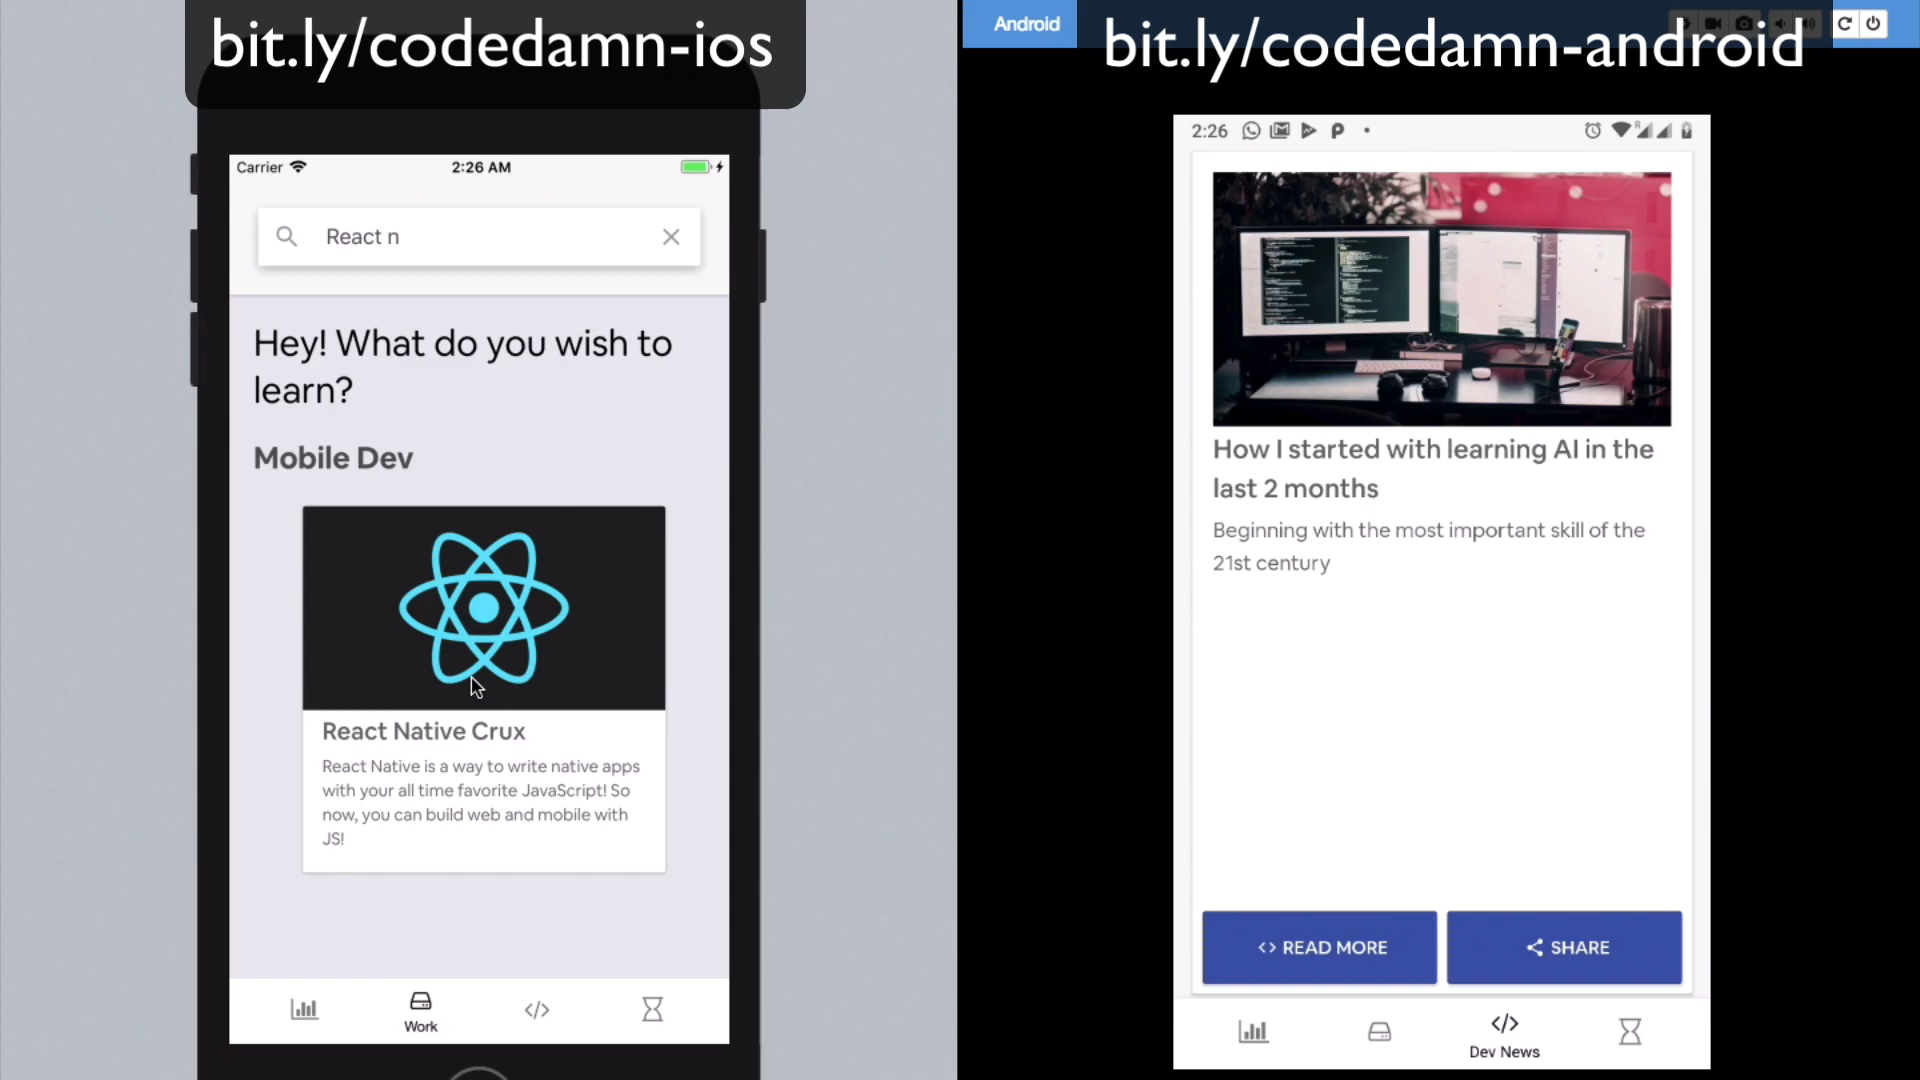 bit.ly/codedamn-ios
Carrier
2:26 AM
React n
Hey! What do you wish to
learn?
Mobile Dev
React Native Crux
React Native is a way to write native apps
with your all time favorite JavaScript! So
now, you can build web and mobile with
JS!
Work
Android
bit.ly/codedamn-android
2:26
How I started with learning AI in the
last 2 months
Beginning with the most important skill of the
21st century
<> READ MORE
SHARE
</>
Dev News